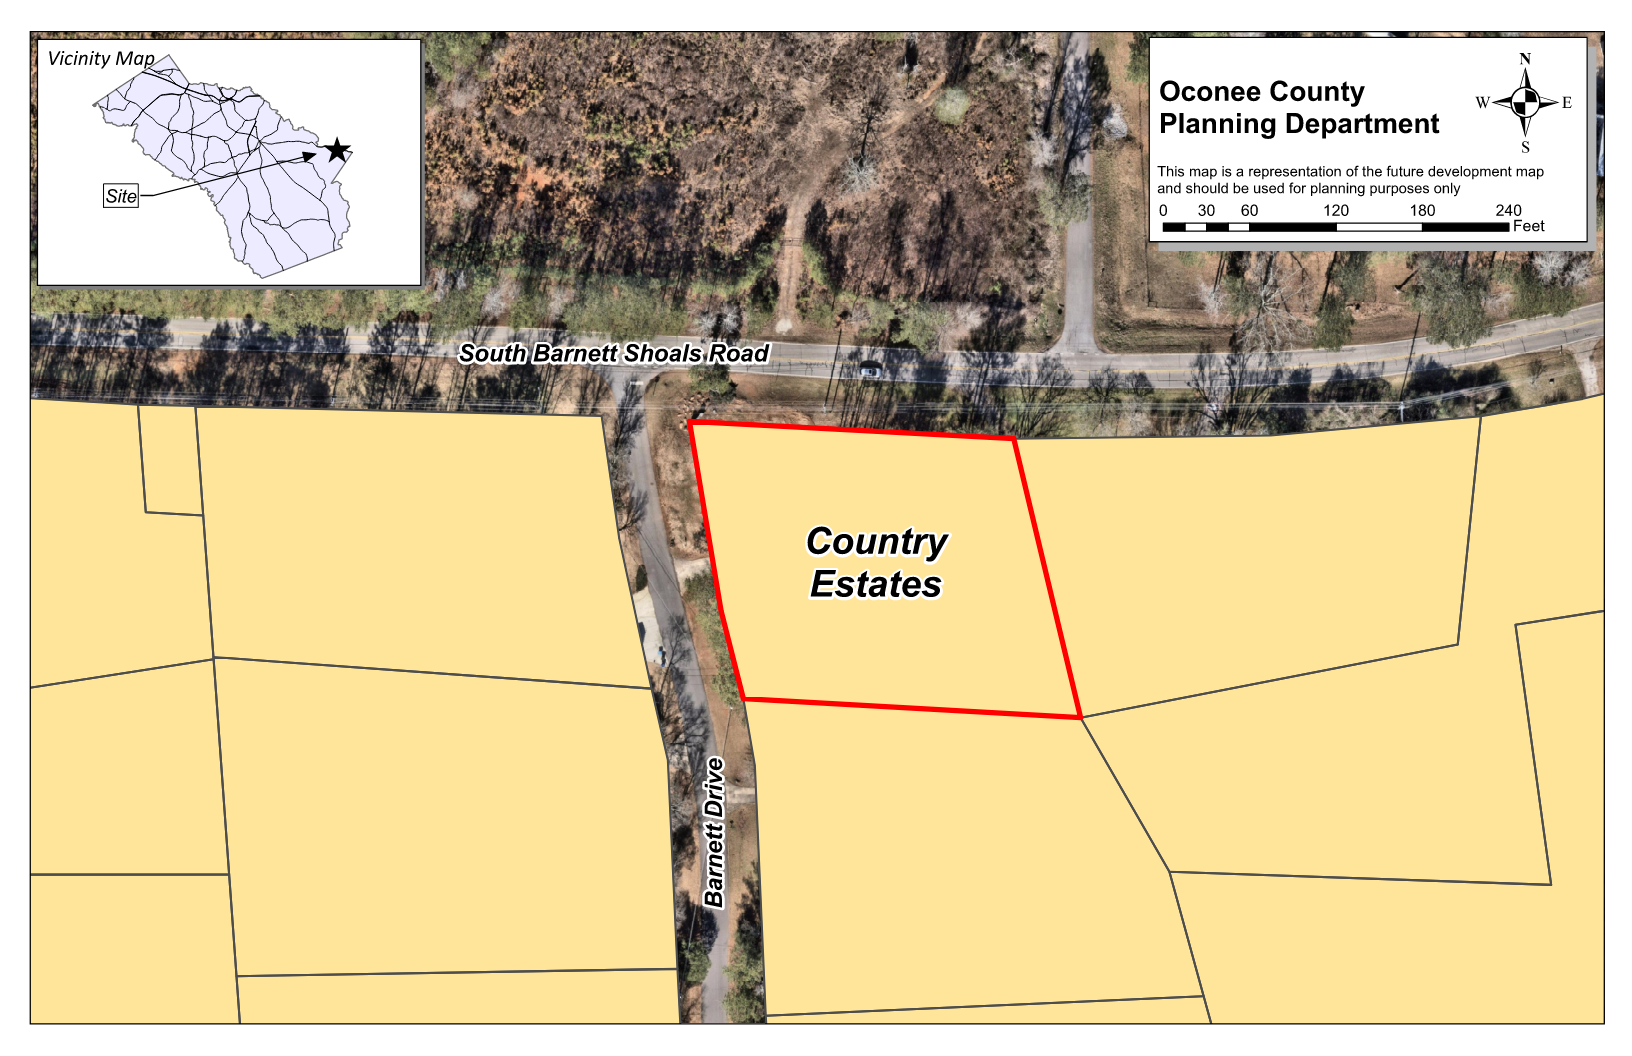 Vicinity Map
Site
Oconee County
Planning Department
N
W
E
S
This map is a representation of the future development map
and should be used for planning purposes only
0 30 60 120 180 240
Feet
South Barnett Shoals Road
Country
Estates
Barnett Drive